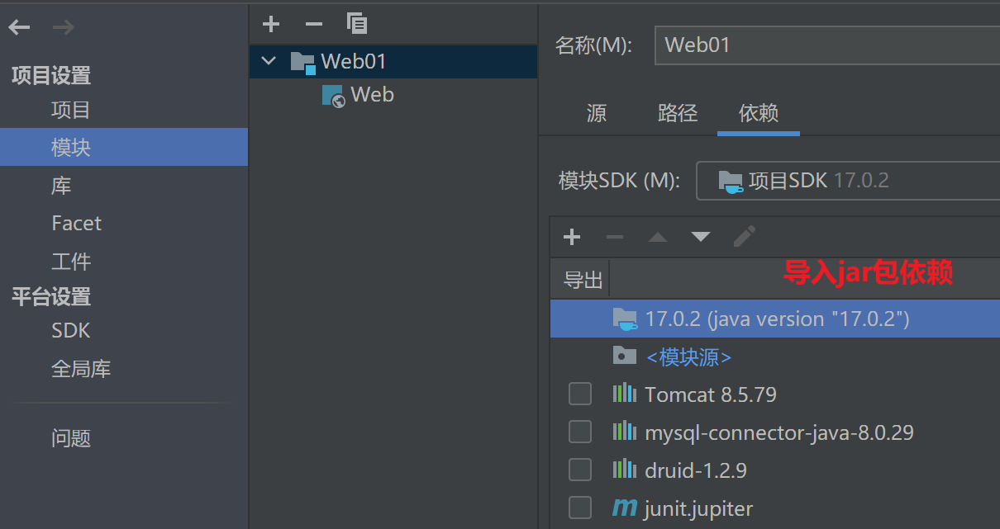 项目设置
项目
模块
库
Facet
工件
平台设置
SDK
全局库
问题
Web01
Web
名称(M): Web01
源 路径 依赖
模块SDK (M): 项目SDK 17.0.2
导出
导入jar包依赖
17.0.2 (java version "17.0.2")
<模块源>
Tomcat 8.5.79
mysql-connector-java-8.0.29
druid-1.2.9
junit.jupiter